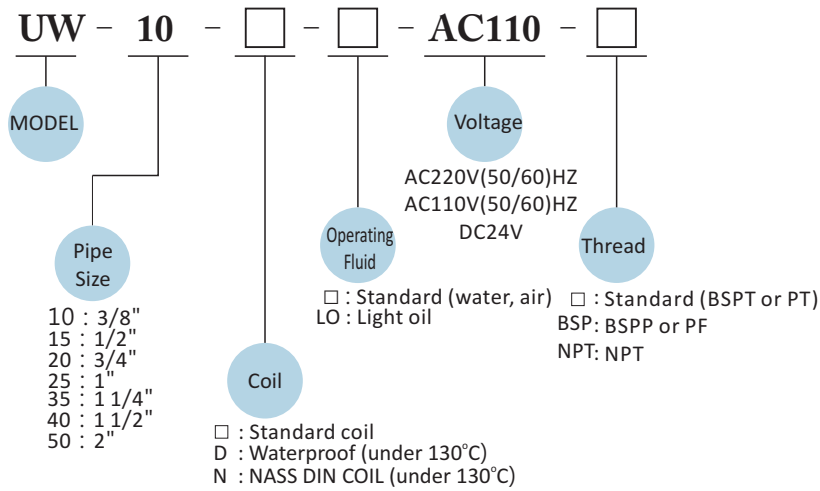 UW - 10 - □ - □ - AC110 - □
MODEL
Voltage
AC220V(50/60)HZ
AC110V(50/60)HZ
DC24V
Pipe
Size
10 : 3/8"
15 : 1/2"
20 : 3/4"
25 : 1"
35 : 1 1/4"
40 : 1 1/2"
50 : 2"
Operating
Fluid
□ : Standard (water, air)
LO : Light oil
Thread
□ : Standard (BSPT or PT)
BSP: BSPP or PF
NPT: NPT
Coil
□ : Standard coil
D : Waterproof (under 130°C)
N : NASS DIN COIL (under 130°C)